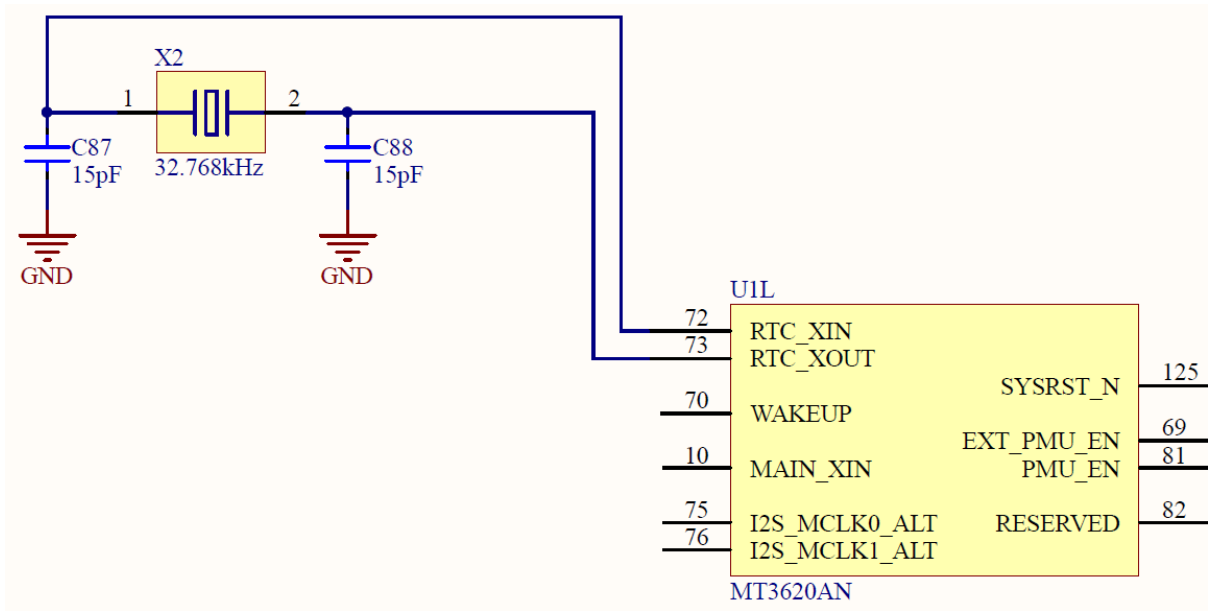 X2
1
2
32.768kHz
C87
15pF
C88
15pF
GND
GND
U1L
72
RTC_XIN
73
RTC_XOUT
70
WAKEUP
10
MAIN_XIN
75
I2S_MCLK0_ALT
76
I2S_MCLK1_ALT
SYSRST_N
125
EXT_PMU_EN
69
PMU_EN
81
RESERVED
82
MT3620AN